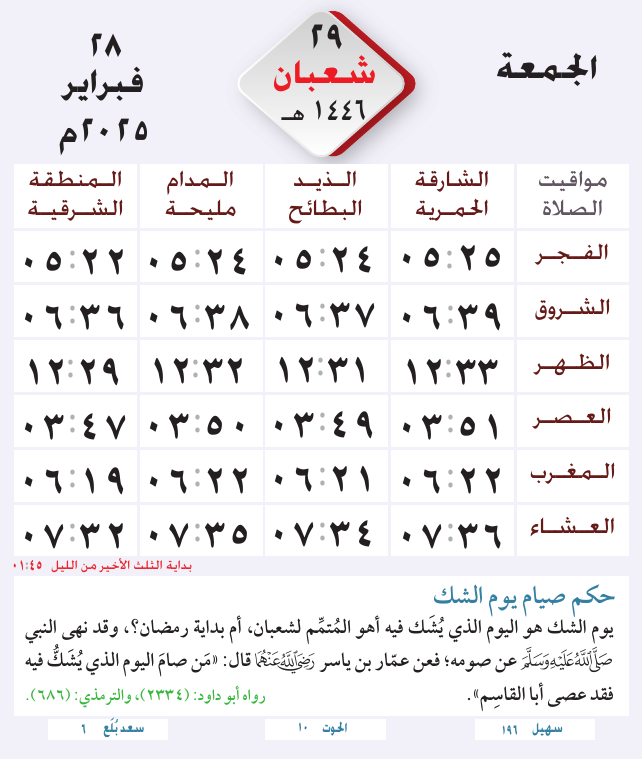 الجمعة
٢٩
شعبان
١٤٤٦ هـ
٢٨
فبراير
٢٠٢٥م
مواقيت الصلاة	الشارقة الحمرية	الذيد البطائح	المدام مليحة	المنطقة الشرقية
الفجر	٠٥:٢٥	٠٥:٢٤	٠٥:٢٤	٠٥:٢٢
الشروق	٠٦:٣٩	٠٦:٣٧	٠٦:٣٨	٠٦:٣٦
الظهر	١٢:٣٣	١٢:٣١	١٢:٣٢	١٢:٢٩
العصر	٠٣:٥١	٠٣:٤٩	٠٣:٥٠	٠٣:٤٧
المغرب	٠٦:٢٢	٠٦:٢١	٠٦:٢٢	٠٦:١٩
العشاء	٠٧:٣٦	٠٧:٣٤	٠٧:٣٥	٠٧:٣٢
بداية الثلث الأخير من الليل ٠١:٤٥
حكم صيام يوم الشك
يوم الشك هو اليوم الذي يُشَك فيه أهو المُتمِّم لشعبان، أم بداية رمضان؟، وقد نهى النبي
صَلَّى اللَّهُ عَلَيْهِ وَسَلَّمَ عن صومه؛ فعن عمّار بن ياسر رَضِيَ اللَّهُ عَنْهُمَا قال: «مَن صامَ اليوم الذي يُشَكُّ فيه
فقد عصى أبا القاسِم». رواه أبو داود: (٢٣٣٤)، والترمذي: (٦٨٦).
سهيل ١٩٦	الحوت ١٠	سعد بُلَع ٦